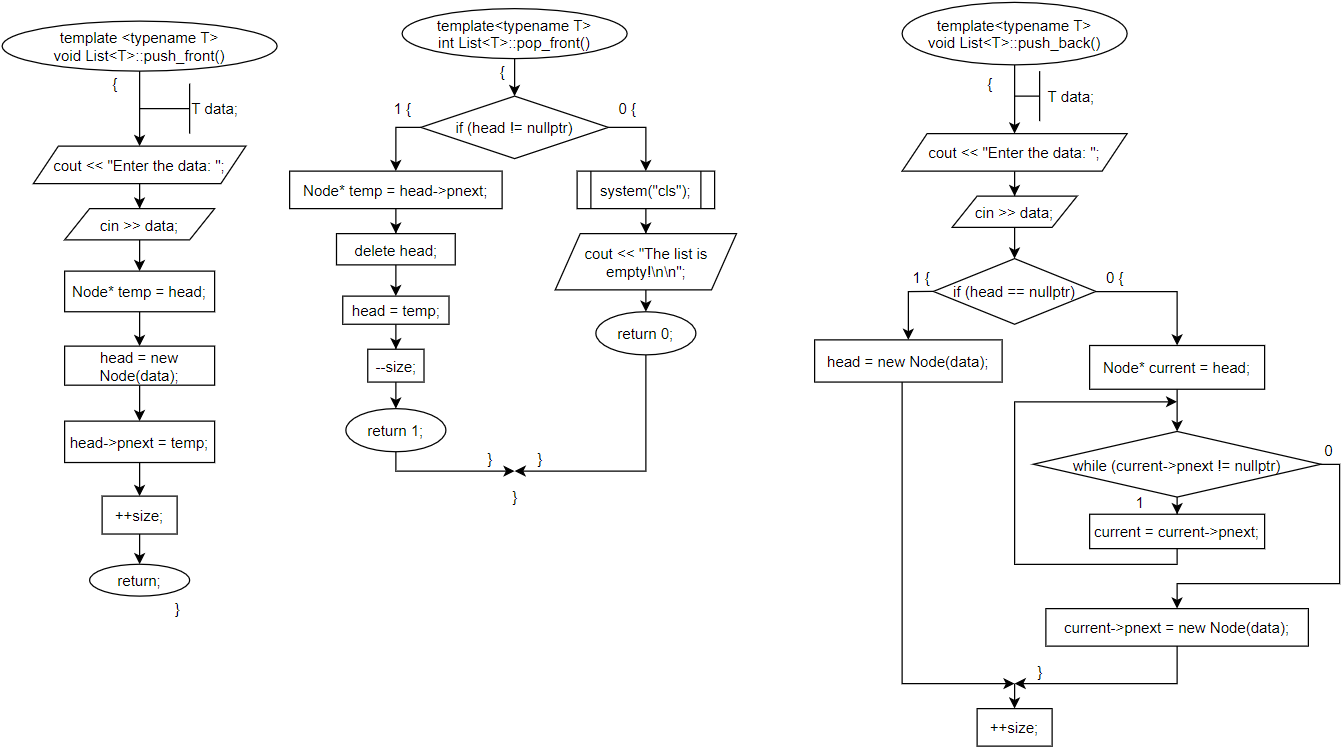 template <typename T>
void List<T>::push_front()
{
T data;
cout << "Enter the data: ";
cin >> data;
Node* temp = head;
head = new
Node(data);
head->pnext = temp;
++size;
return;
}
template<typename T>
int List<T>::pop_front()
{
1 {
0 {
if (head != nullptr)
Node* temp = head->pnext;
delete head;
head = temp;
--size;
return 1;
}
system("cls");
cout << "The list is
empty!\n\n";
return 0;
}
}
template<typename T>
void List<T>::push_back()
{
T data;
cout << "Enter the data: ";
cin >> data;
1 {
0 {
if (head == nullptr)
head = new Node(data);
Node* current = head;
while (current->pnext != nullptr)
0
1
current = current->pnext;
current->pnext = new Node(data);
}
++size;